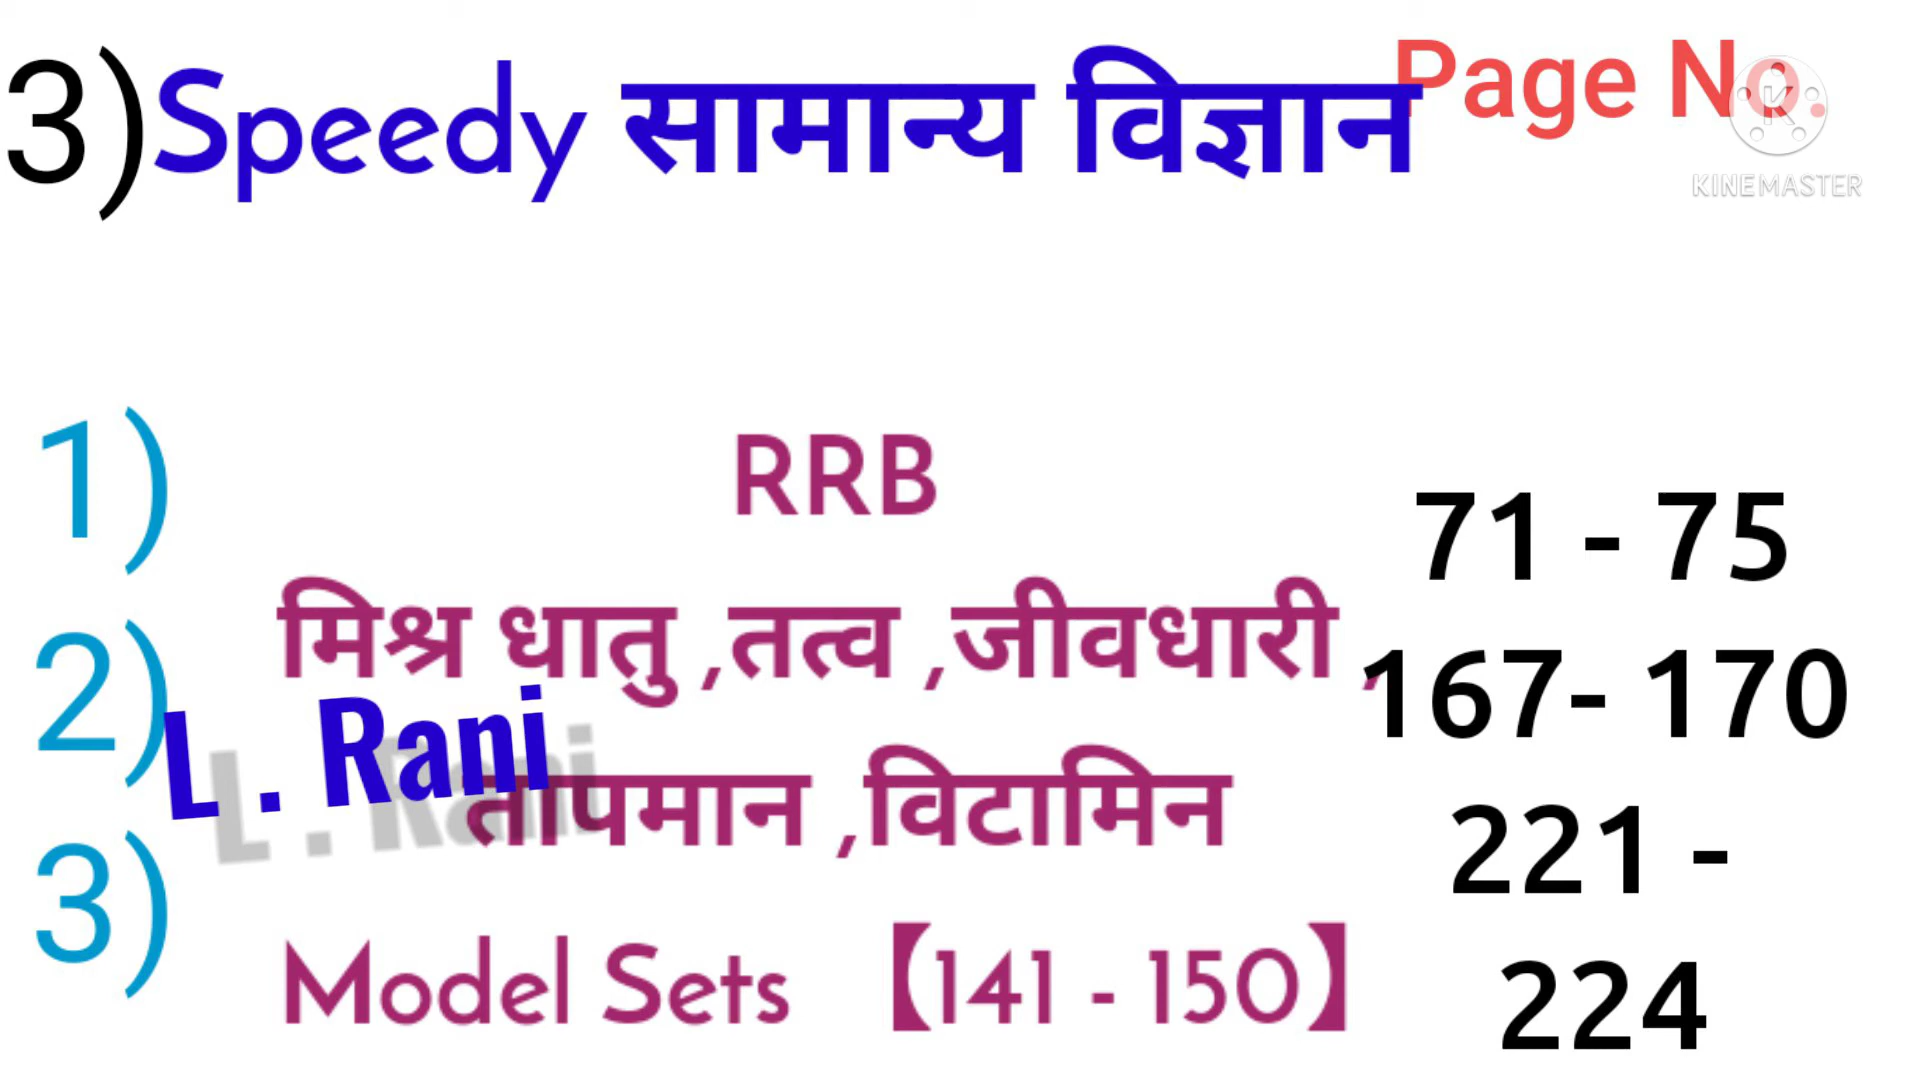 3)Speedy सामान्य विज्ञान Page No.
KINEMASTER
1) RRB 71 - 75
2) मिश्र धातु ,तत्व ,जीवधारी , 167- 170
L . Rani
तापमान ,विटामिन 221 -
3) Model Sets 【141 - 150】 224